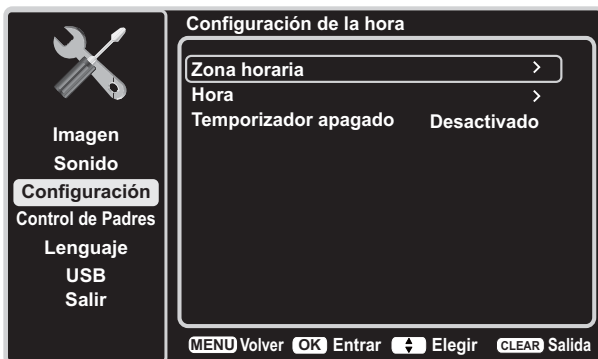 Configuración de la hora
Zona horaria >
Hora >
Temporizador apagado Desactivado
Imagen
Sonido
Configuración
Control de Padres
Lenguaje
USB
Salir
MENU Volver OK Entrar Elegir CLEAR Salida